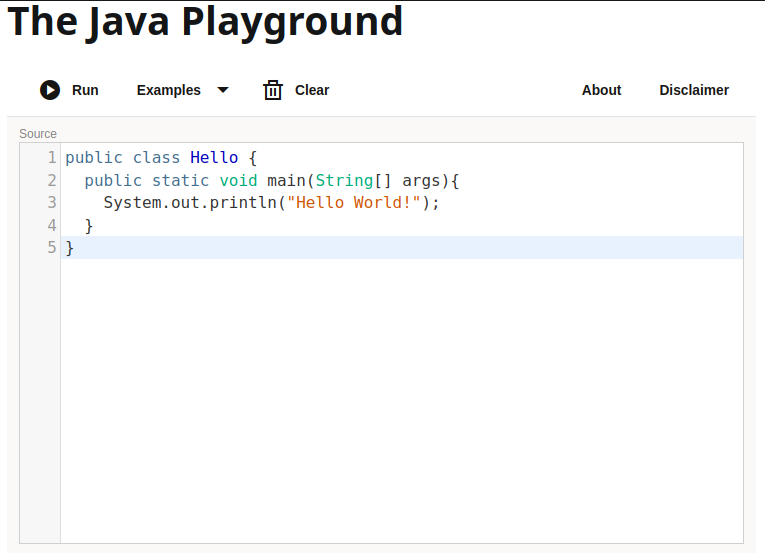 The Java Playground
Run Examples Clear About Disclaimer
Source
1 public class Hello {
2   public static void main(String[] args){
3     System.out.println("Hello World!");
4   }
5 }